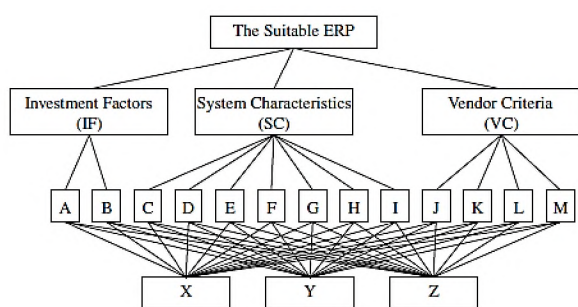 The Suitable ERP
Investment Factors
(IF)
System Characteristics
(SC)
Vendor Criteria
(VC)
A B C D E F G H I J K L M
X Y Z